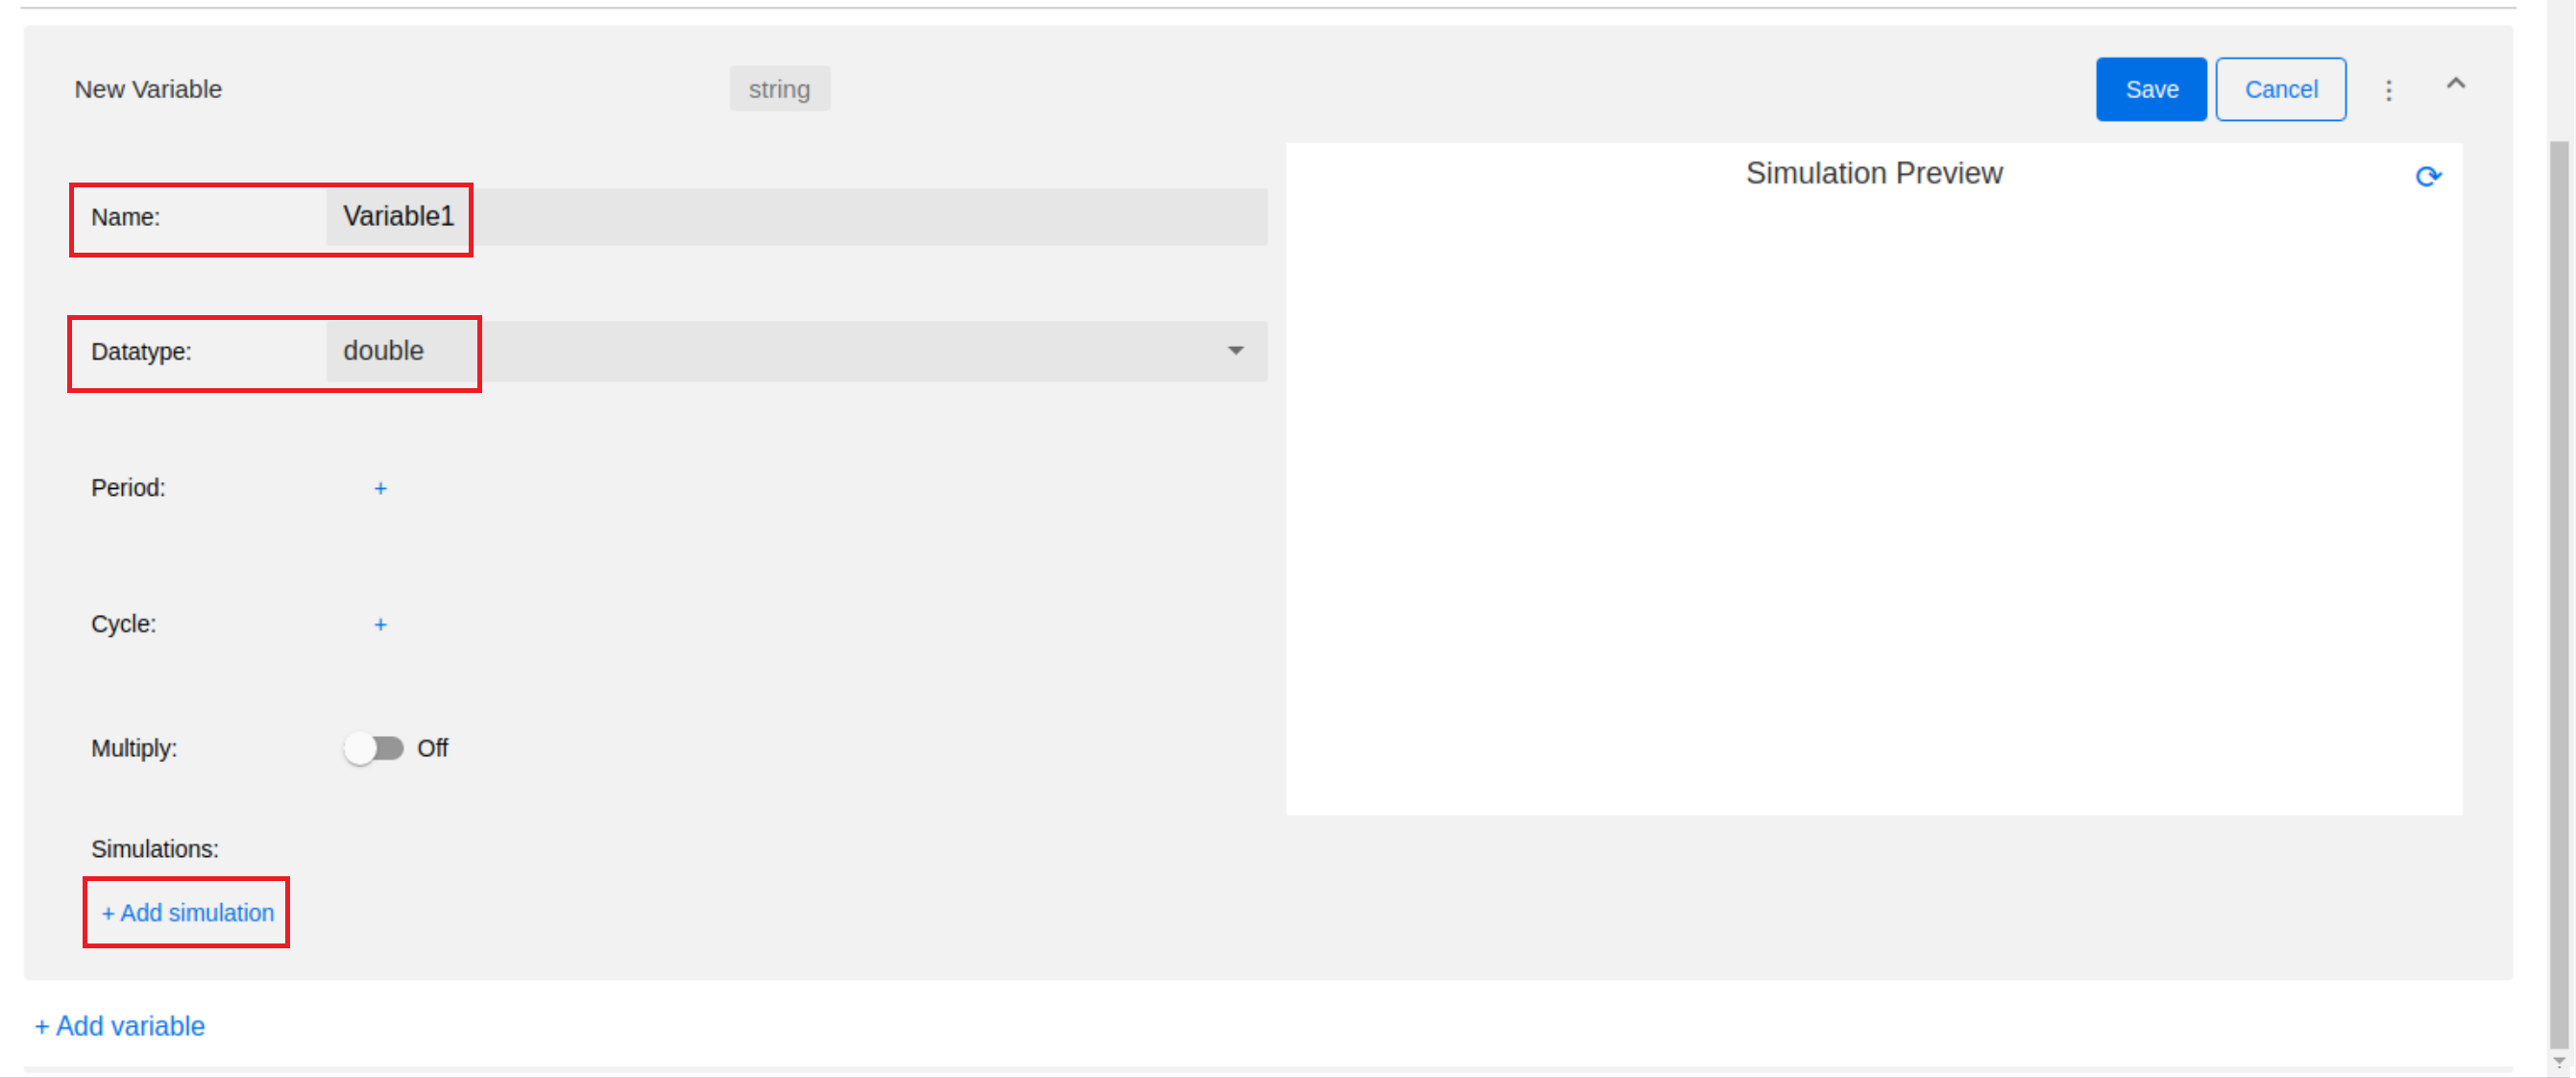 New Variable string Save Cancel
Simulation Preview
Name: Variable1
Datatype: double
Period: +
Cycle: +
Multiply: Off
Simulations:
+ Add simulation
+ Add variable